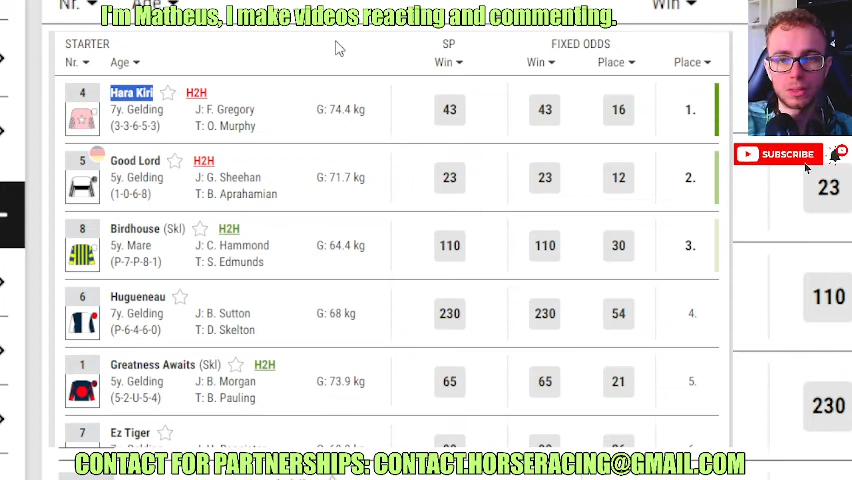 Nr. Age Win
I'm Matheus, I make videos reacting and commenting.
STARTER SP FIXED ODDS
Nr. Age Win Win Place Place
4 Hara Kiri H2H
7y. Gelding J: F. Gregory G: 74.4 kg 43 43 16 1.
(3-3-6-5-3) T: O. Murphy
SUBSCRIBE
5 Good Lord H2H
5y. Gelding J: G. Sheehan G: 71.7 kg 23 23 12 2. 23
(1-0-6-8) T: B. Aprahamian
8 Birdhouse (Skl) H2H
5y. Mare J: C. Hammond G: 64.4 kg 110 110 30 3.
(P-7-P-8-1) T: S. Edmunds
110
6 Hugueneau
7y. Gelding J: B. Sutton G: 68 kg 230 230 54 4.
(P-6-4-6-0) T: D. Skelton
1 Greatness Awaits (Skl) H2H
5y. Gelding J: B. Morgan G: 73.9 kg 65 65 21 5.
(5-2-U-5-4) T: B. Pauling
230
7 Ez Tiger
CONTACT FOR PARTNERSHIPS: CONTACT.HORSERACING@GMAIL.COM